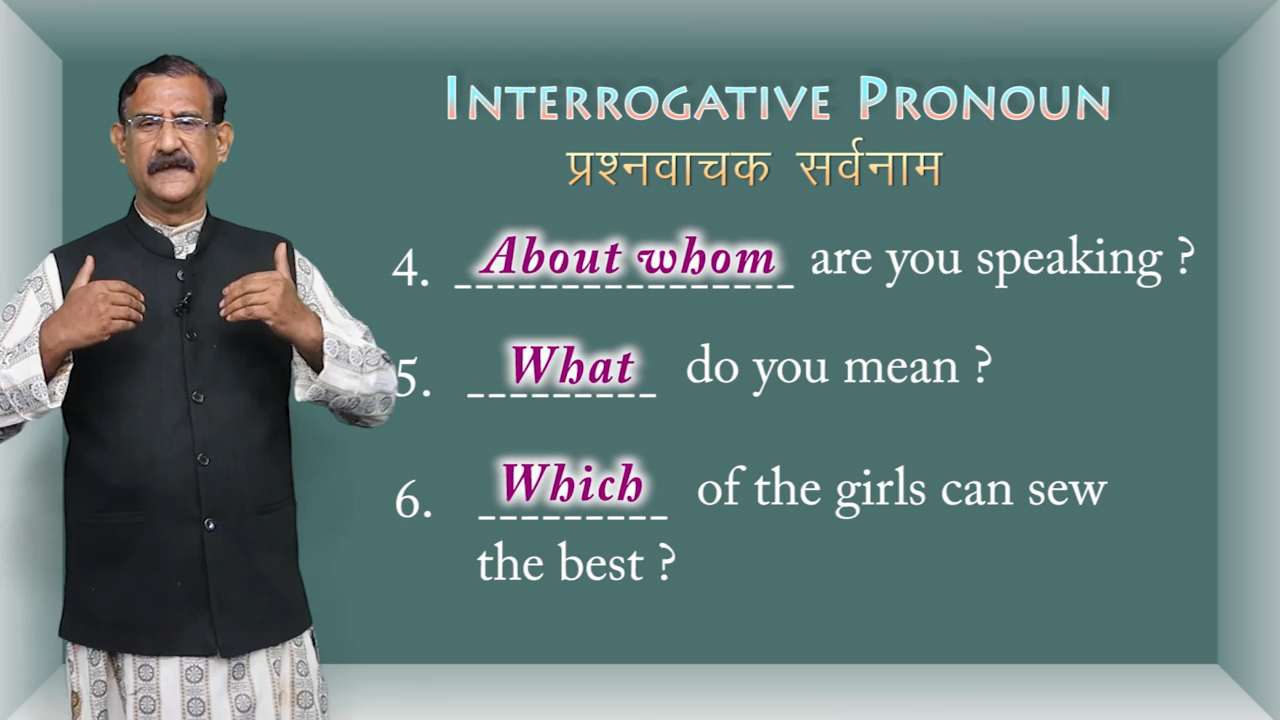 INTERROGATIVE PRONOUN
प्रश्नवाचक सर्वनाम
4. About whom are you speaking ?
5. What do you mean ?
6. Which of the girls can sew
the best ?